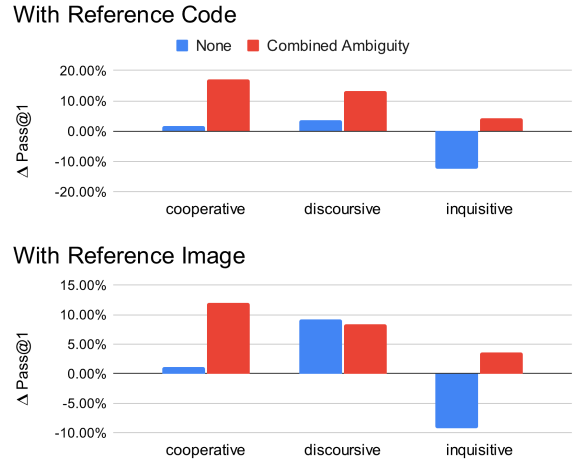 With Reference Code
None Combined Ambiguity
20.00%
10.00%
0.00%
-10.00%
-20.00%
Δ Pass@1
cooperative discoursive inquisitive
With Reference Image
15.00%
10.00%
5.00%
0.00%
-5.00%
-10.00%
Δ Pass@1
cooperative discoursive inquisitive